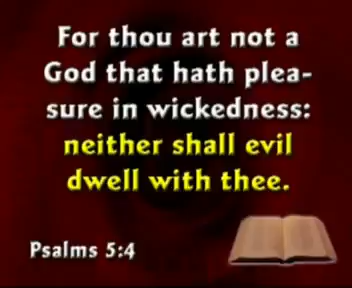 For thou art not a
God that hath plea-
sure in wickedness:
neither shall evil
dwell with thee.
Psalms 5:4